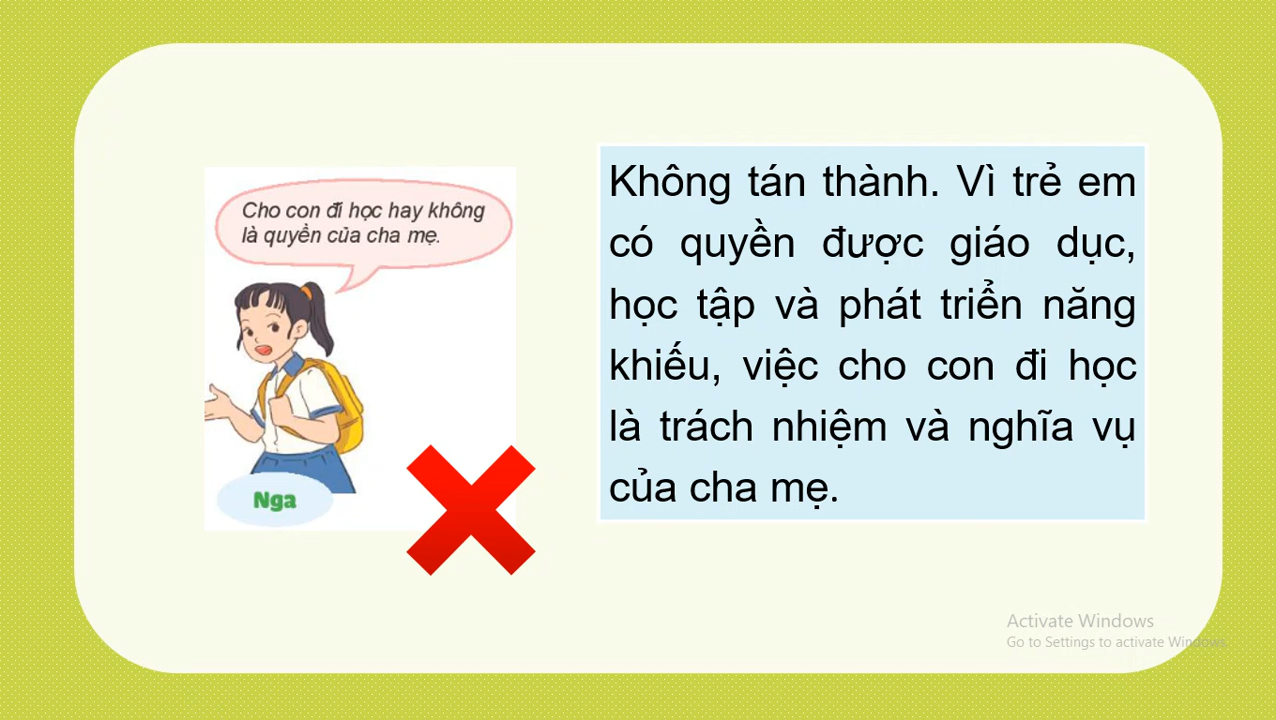 Cho con đi học hay không
là quyền của cha mẹ.
Nga
Không tán thành. Vì trẻ em
có quyền được giáo dục,
học tập và phát triển năng
khiếu, việc cho con đi học
là trách nhiệm và nghĩa vụ
của cha mẹ.
Activate Windows
Go to Settings to activate Windows.